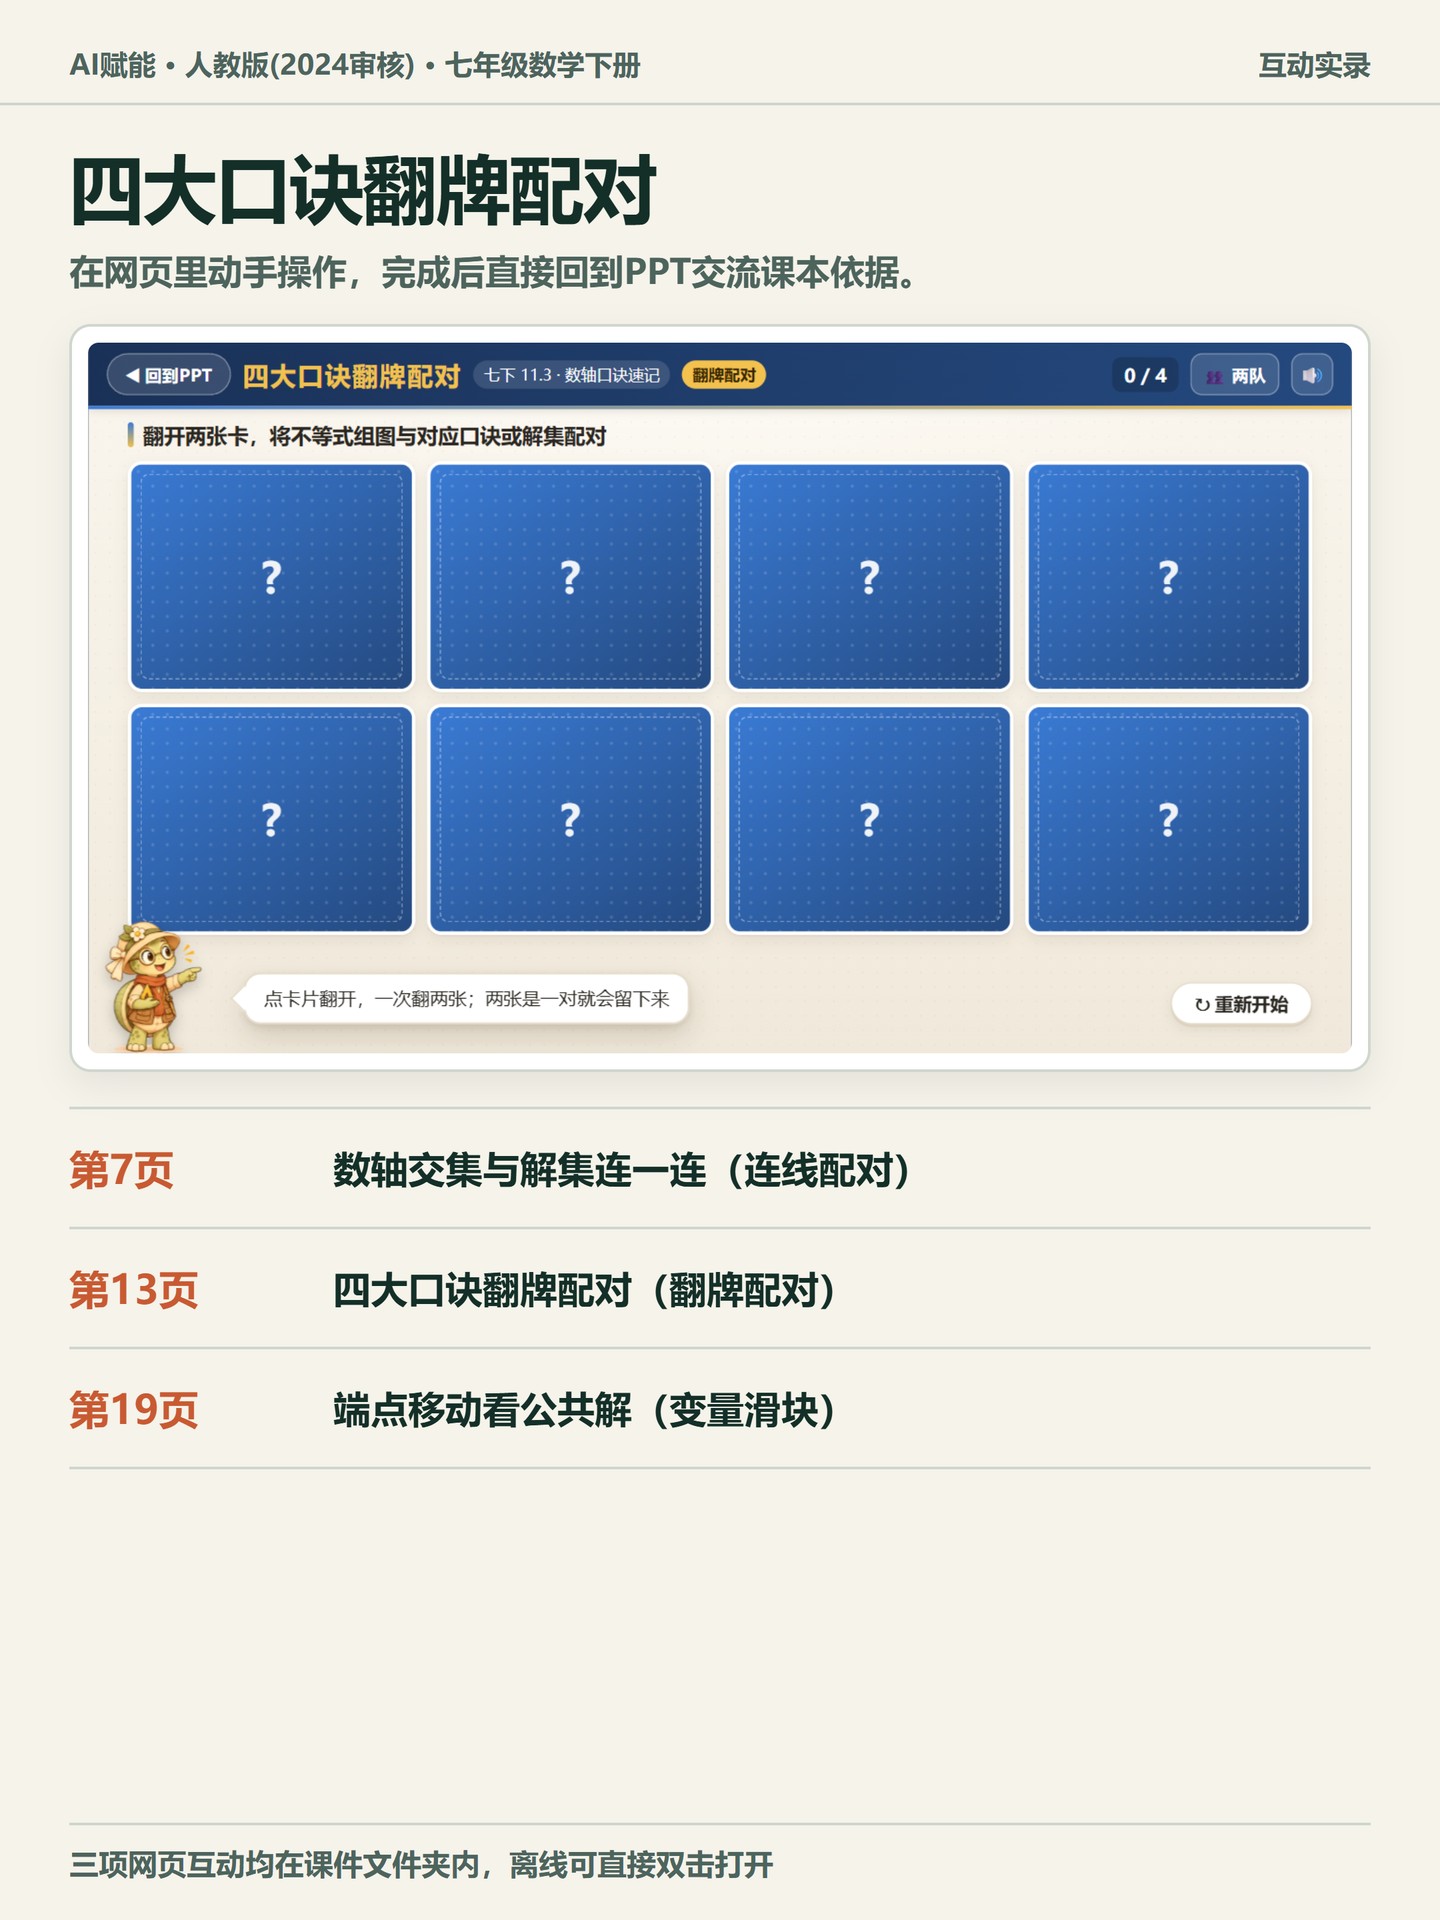 AI赋能 • 人教版(2024审核) • 七年级数学下册
互动实录
四大口诀翻牌配对
在网页里动手操作，完成后直接回到PPT交流课本依据。
◀ 回到PPT
四大口诀翻牌配对
七下 11.3 · 数轴口诀速记
翻牌配对
0 / 4
两队
翻开两张卡，将不等式组图与对应口诀或解集配对
?
?
?
?
?
?
?
?
点卡片翻开，一次翻两张；两张是一对就会留下来
↻ 重新开始
第7页
数轴交集与解集连一连（连线配对）
第13页
四大口诀翻牌配对（翻牌配对）
第19页
端点移动看公共解（变量滑块）
三项网页互动均在课件文件夹内，离线可直接双击打开